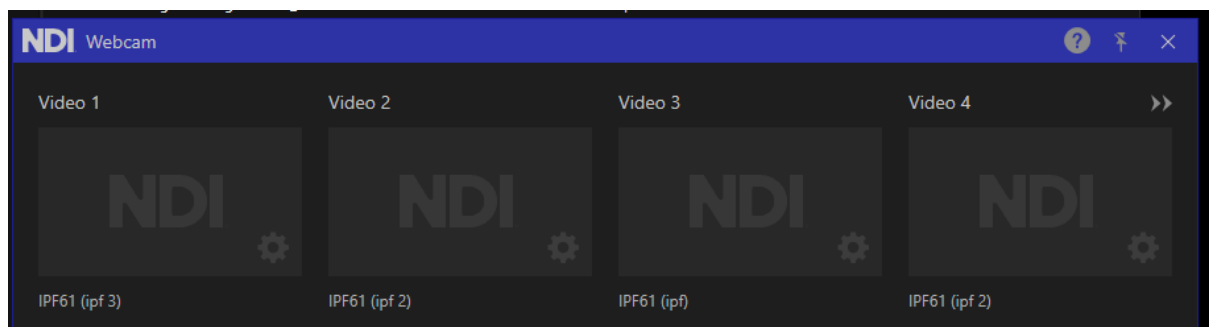 NDI Webcam ?
Video 1 Video 2 Video 3 Video 4
NDI NDI NDI NDI
IPF61 (ipf 3) IPF61 (ipf 2) IPF61 (ipf) IPF61 (ipf 2)